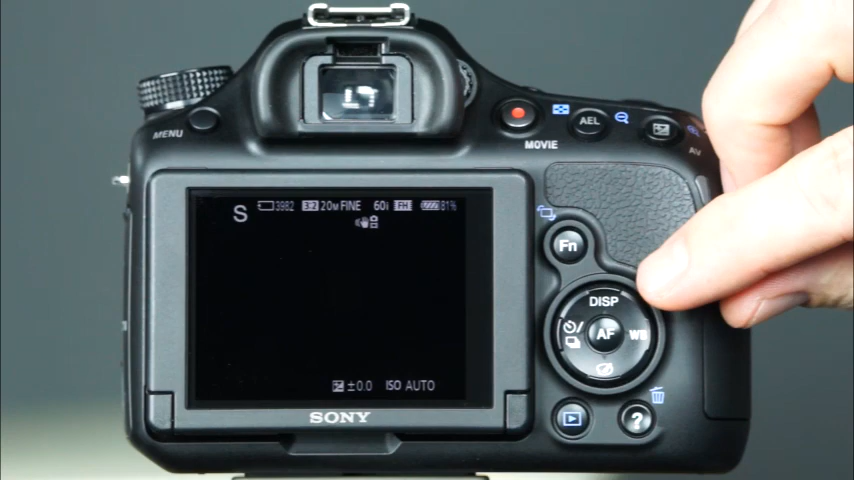 MENU
MOVIE
AEL
AV
S 3982 3:2 20M FINE 60i FH 81%
Fn
DISP
AF
WB
±0.0 ISO AUTO
SONY
?